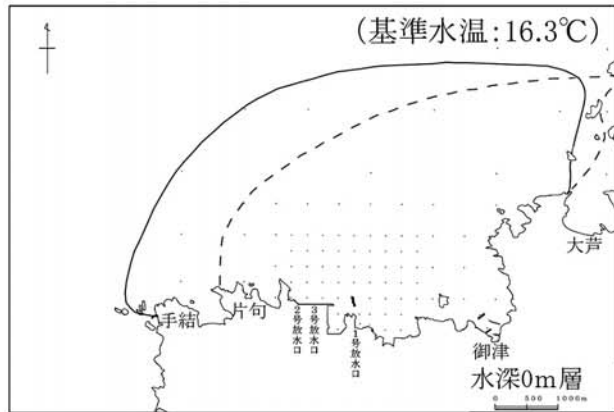 (基準水温:16.3℃)
大芦
手結
片句
2号放水口
3号放水口
1号放水口
御津
水深0m層
0 500 1000m